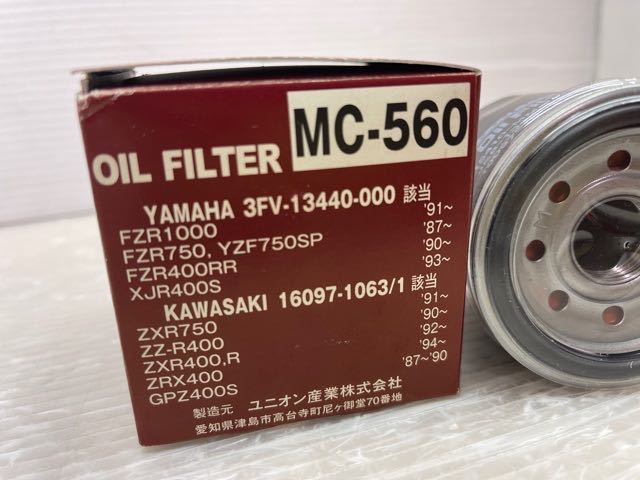 MC-560
OIL FILTER
YAMAHA 3FV-13440-000 該当
FZR1000 '91~
FZR750, YZF750SP '87~
FZR400RR '90~
XJR400S '93~
KAWASAKI 16097-1063/1 該当
ZXR750 '91~
ZZ-R400 '90~
ZXR400,R '92~
ZRX400 '94~
GPZ400S '87~'90
製造元 ユニオン産業株式会社
愛知県津島市高台寺町尼ヶ御堂70番地
M